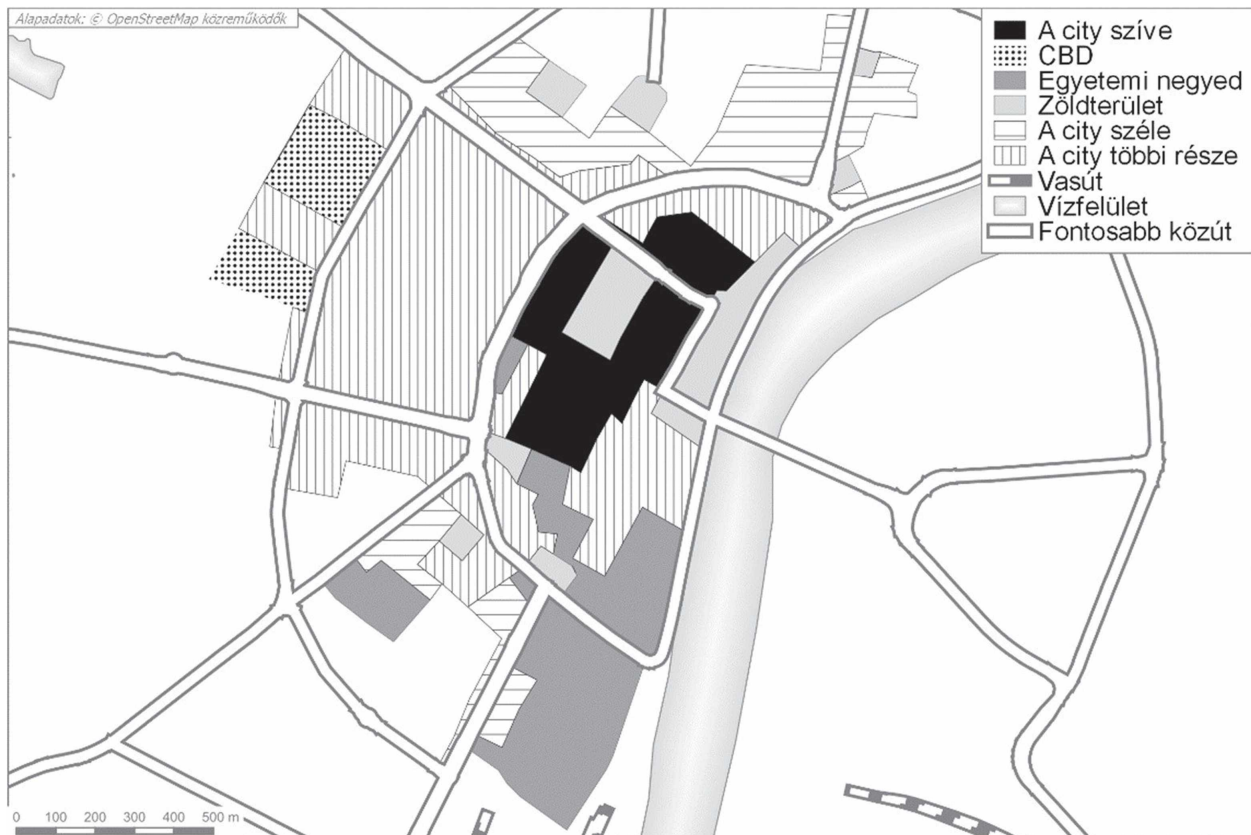 Alapadatok: © OpenStreetMap közreműködők
A city szíve
CBD
Egyetemi negyed
Zöldterület
A city széle
A city többi része
Vasút
Vízfelület
Fontosabb közút
0 100 200 300 400 500 m